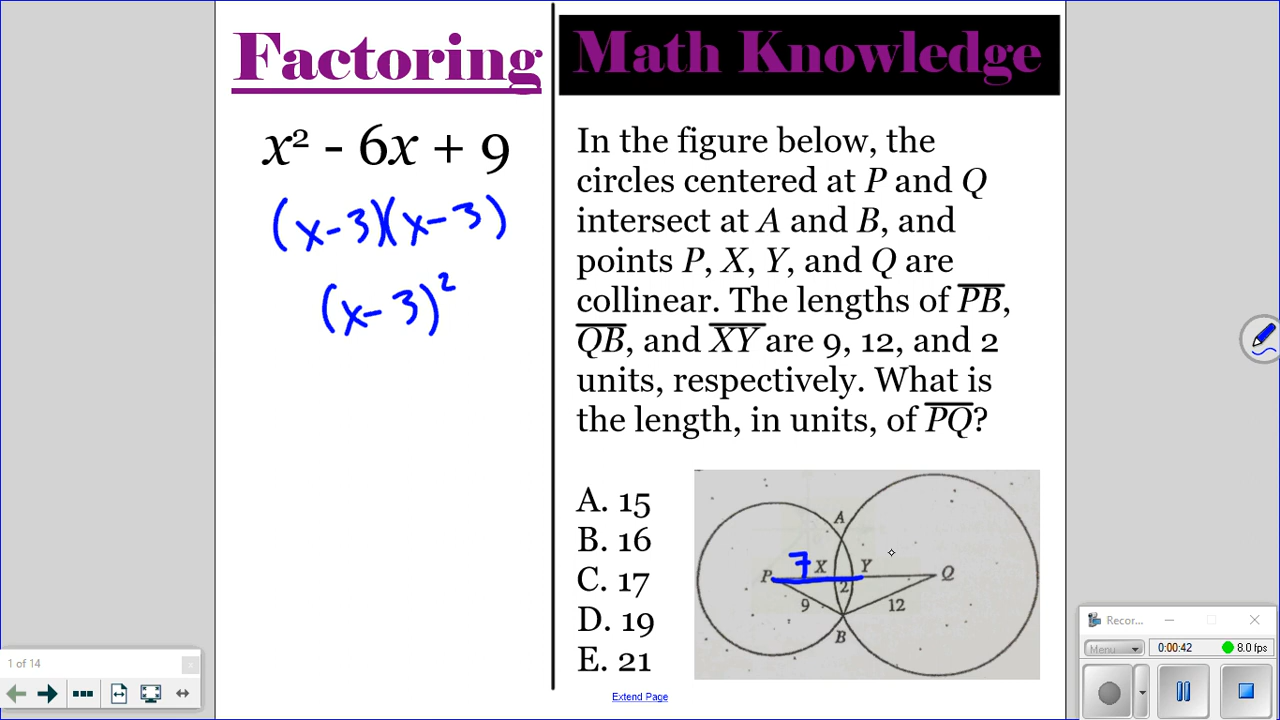 Factoring
x² - 6x + 9
(x-3)(x-3)
(x-3)²
Math Knowledge
In the figure below, the
circles centered at P and Q
intersect at A and B, and
points P, X, Y, and Q are
collinear. The lengths of PB,
QB, and XY are 9, 12, and 2
units, respectively. What is
the length, in units, of PQ?
A. 15
B. 16
C. 17
D. 19
E. 21
A
7
P X Y Q
2
9 12
B
Extend Page
1 of 14
x
Recor...
Menu
0:00:42
8.0 fps